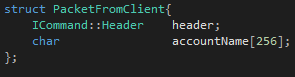 struct PacketFromClient{
ICommand::Header header;
char accountName[256];
};